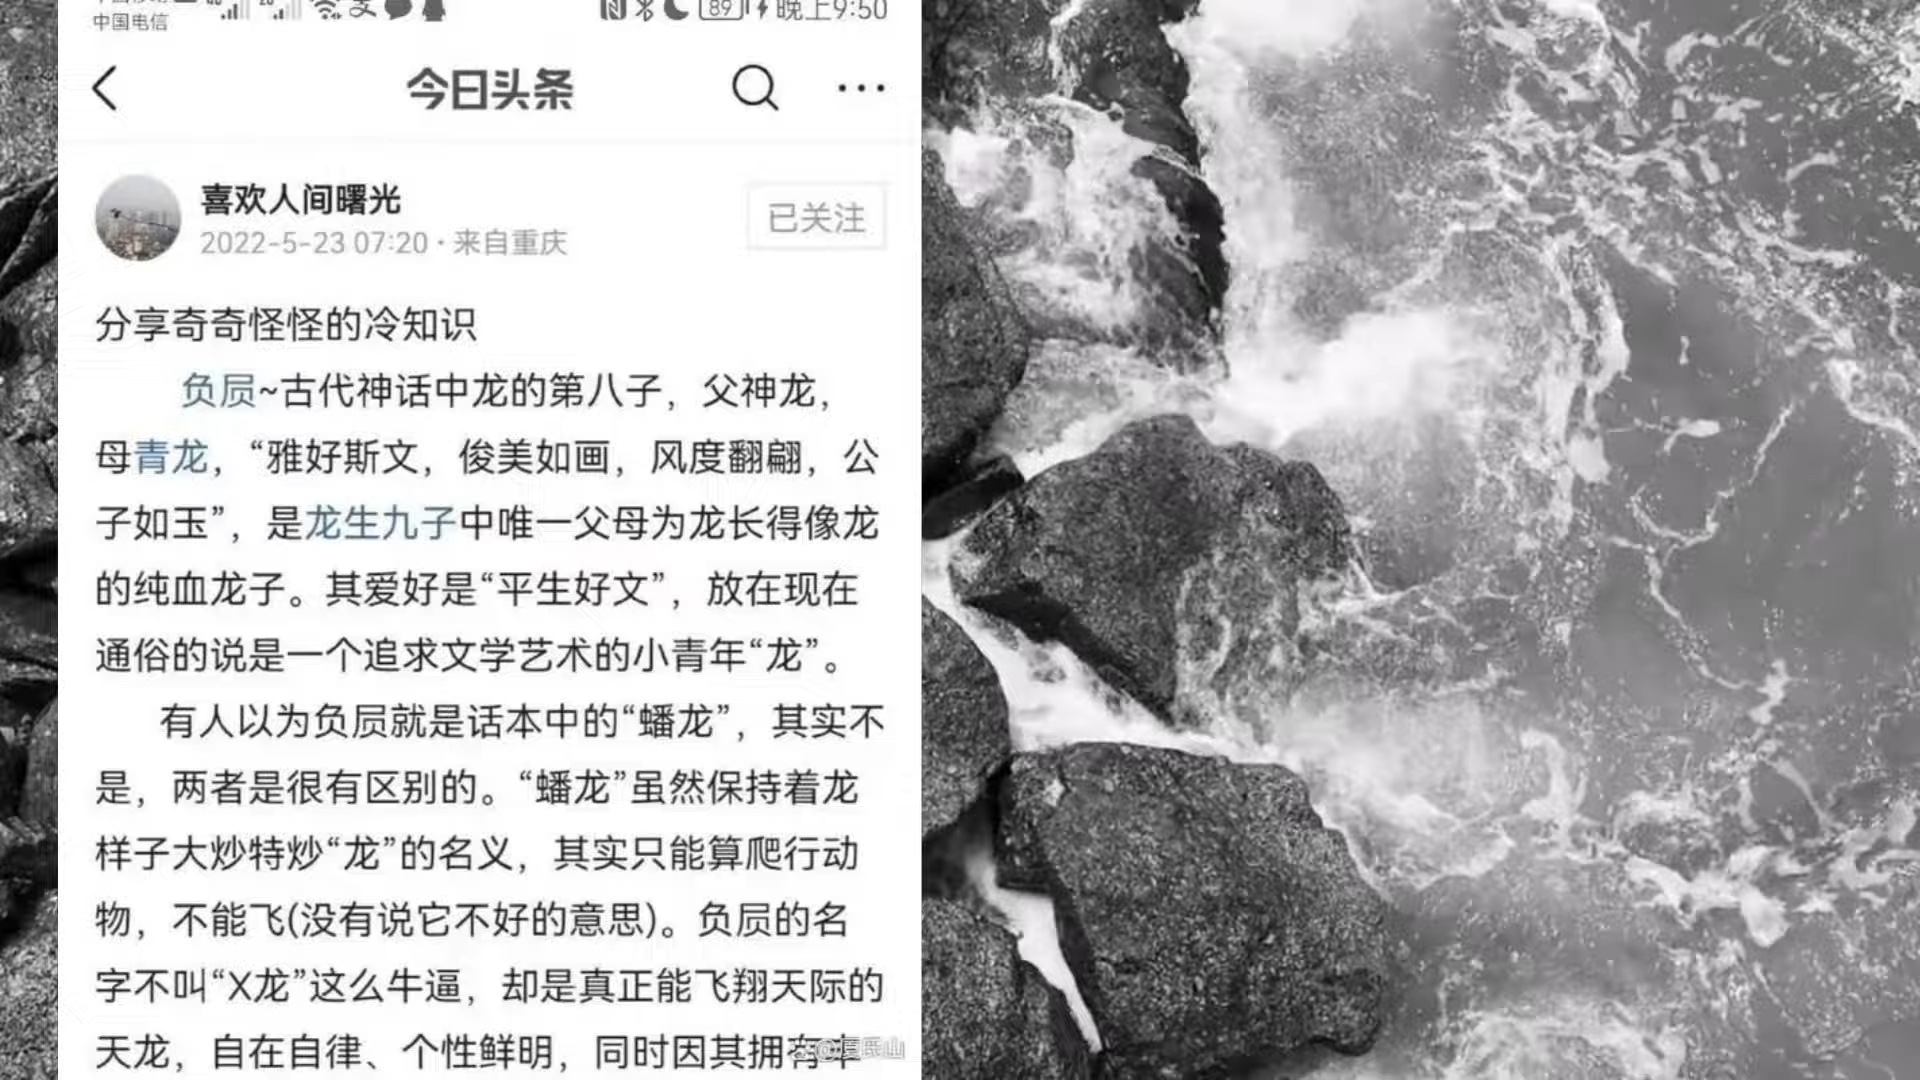 中国电信
89
晚上9:50
今日头条
喜欢人间曙光
2022-5-23 07:20·来自重庆
已关注
分享奇奇怪怪的冷知识
负屃~古代神话中龙的第八子，父神龙，
母青龙，“雅好斯文，俊美如画，风度翩翩，公
子如玉”，是龙生九子中唯一父母为龙长得像龙
的纯血龙子。其爱好是“平生好文”，放在现在
通俗的说是一个追求文学艺术的小青年“龙”。
有人以为负屃就是话本中的“蟠龙”，其实不
是，两者是很有区别的。“蟠龙”虽然保持着龙
样子大炒特炒“龙”的名义，其实只能算爬行动
物，不能飞(没有说它不好的意思)。负屃的名
字不叫“X龙”这么牛逼，却是真正能飞翔天际的
天龙，自在自律、个性鲜明，同时因其拥